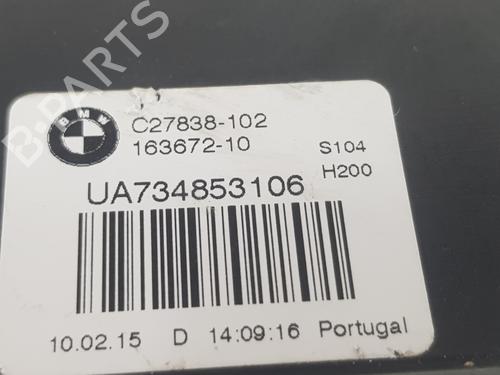 BMW
C27838-102
163672-10
S104
H200
UA734853106
10.02.15 D 14:09:16 Portugal
B-PARTS